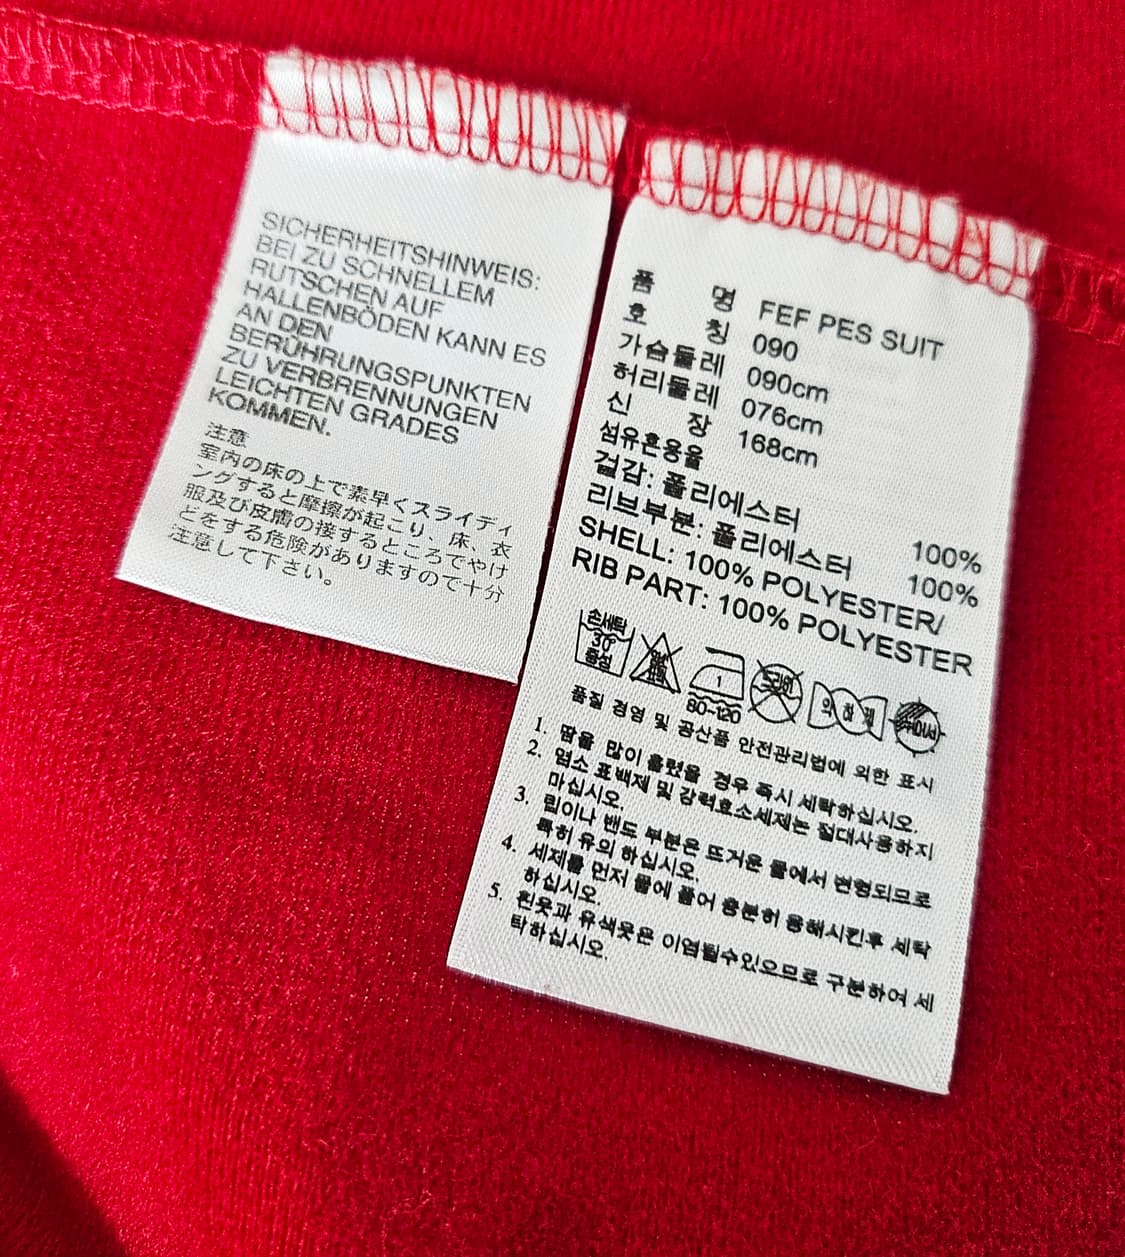 SICHERHEITSHINWEIS:
BEI ZU SCHNELLEM
RUTSCHEN AUF
HALLENBÖDEN KANN ES
AN DEN
BERÜHRUNGSPUNKTEN
ZU VERBRENNUNGEN
LEICHTEN GRADES
KOMMEN.
注意
室内の床の上で素早くスライディ
ングすると摩擦が起こり、床、衣
服及び皮膚の接するところでやけ
どをする危険がありますので十分
注意して下さい。
품 명 FEF PES SUIT
호 칭 090
가슴둘레 090cm
허리둘레 076cm
신 장 168cm
섬유혼용율
겉감: 폴리에스터 100%
리브부분: 폴리에스터 100%
SHELL: 100% POLYESTER/
RIB PART: 100% POLYESTER
손세탁
30°
중성
1
80~120
드라이
약 하 게
품질 경영 및 공산품 안전관리법에 의한 표시
1. 땀을 많이 흘렸을 경우 즉시 세탁하십시오.
2. 염소 표백제 및 강력효소세제는 절대사용하지
마십시오.
3. 립이나 밴드 부분은 뜨거운 물에서 변형되므로
특히 유의 하십시오.
4. 세제를 먼저 물에 풀어 충분히 용해시킨후 세탁
하십시오.
5. 흰옷과 유색옷은 이염될수있으므로 구분하여 세
탁하십시오.